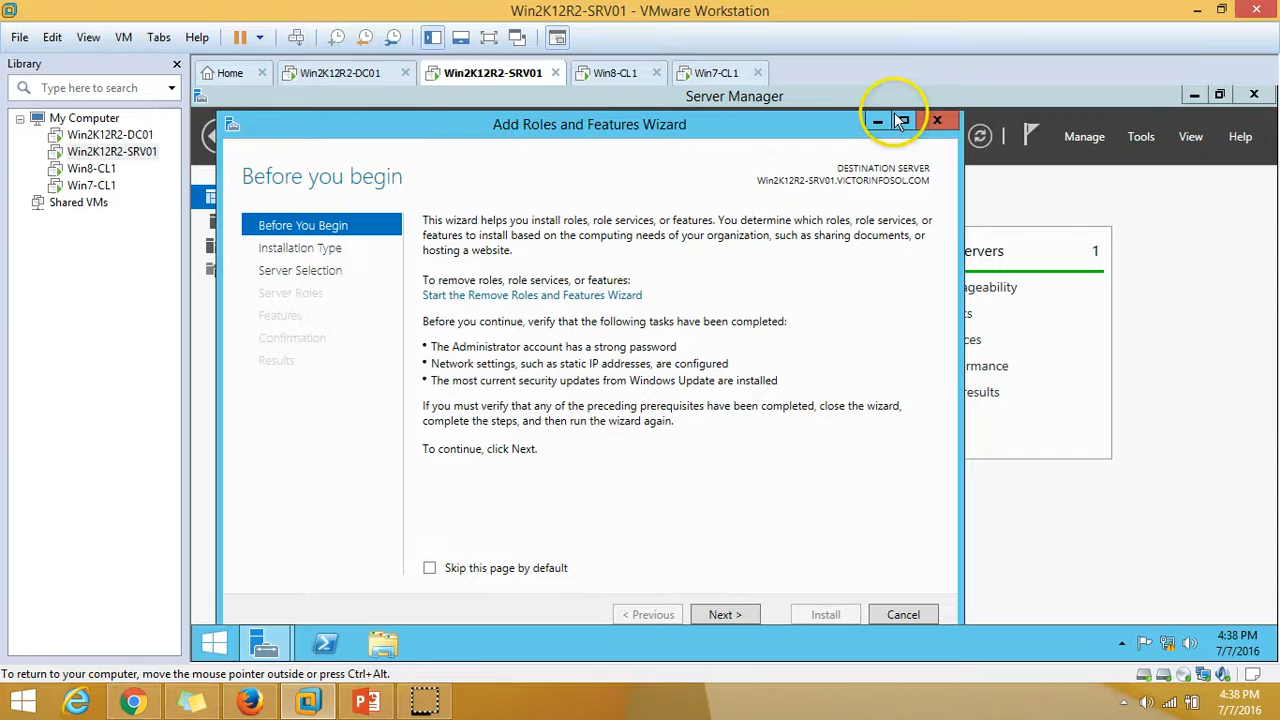 Win2K12R2-SRV01 - VMware Workstation
File Edit View VM Tabs Help
Library
Type here to search
My Computer
Win2K12R2-DC01
Win2K12R2-SRV01
Win8-CL1
Win7-CL1
Shared VMs
Home
Win2K12R2-DC01
Win2K12R2-SRV01
Win8-CL1
Win7-CL1
Server Manager
Manage Tools View Help
Add Roles and Features Wizard
Before you begin
DESTINATION SERVER
Win2K12R2-SRV01.VICTORINFOSOL.COM
Before You Begin
Installation Type
Server Selection
Server Roles
Features
Confirmation
Results
This wizard helps you install roles, role services, or features. You determine which roles, role services, or
features to install based on the computing needs of your organization, such as sharing documents, or
hosting a website.
To remove roles, role services, or features:
Start the Remove Roles and Features Wizard
Before you continue, verify that the following tasks have been completed:
• The Administrator account has a strong password
• Network settings, such as static IP addresses, are configured
• The most current security updates from Windows Update are installed
If you must verify that any of the preceding prerequisites have been completed, close the wizard,
complete the steps, and then run the wizard again.
To continue, click Next.
Skip this page by default
< Previous Next > Install Cancel
ervers 1
geability
ts
ces
rmance
results
4:38 PM
7/7/2016
To return to your computer, move the mouse pointer outside or press Ctrl+Alt.
4:38 PM
7/7/2016